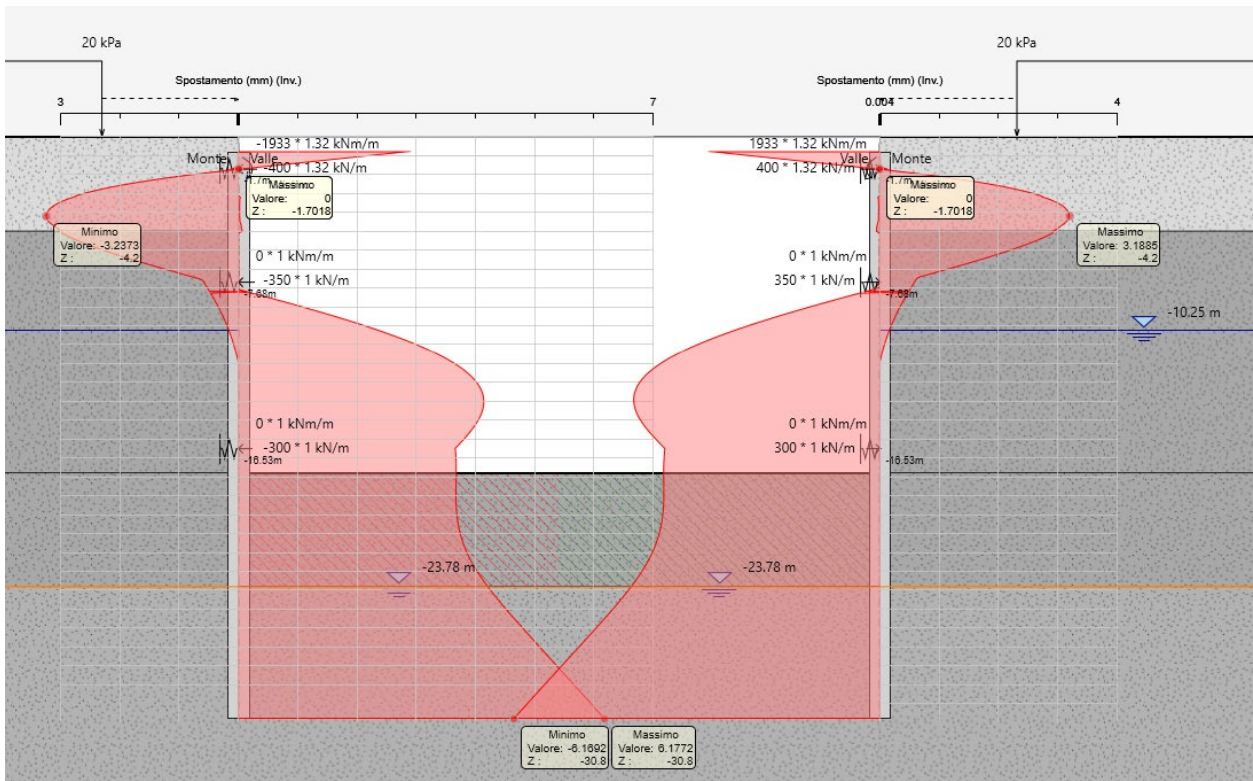 20 kPa
20 kPa
Spostamento (mm) (Inv.)
Spostamento (mm) (Inv.)
3
7
0.004
4
-1933 * 1.32 kNm/m
1933 * 1.32 kNm/m
Monte
Valle
Valle
Monte
-400 * 1.32 kN/m
400 * 1.32 kN/m
-1.7m
-1.7m
Massimo
Valore: 0
Z : -1.7018
Massimo
Valore: 0
Z : -1.7018
Minimo
Valore: -3.2373
Z : -4.2
Massimo
Valore: 3.1885
Z : -4.2
0 * 1 kNm/m
0 * 1 kNm/m
-350 * 1 kN/m
350 * 1 kN/m
-7.68m
-7.68m
-10.25 m
0 * 1 kNm/m
0 * 1 kNm/m
-300 * 1 kN/m
300 * 1 kN/m
-16.53m
-16.53m
-23.78 m
-23.78 m
Minimo
Valore: -6.1692
Z : -30.8
Massimo
Valore: 6.1772
Z : -30.8